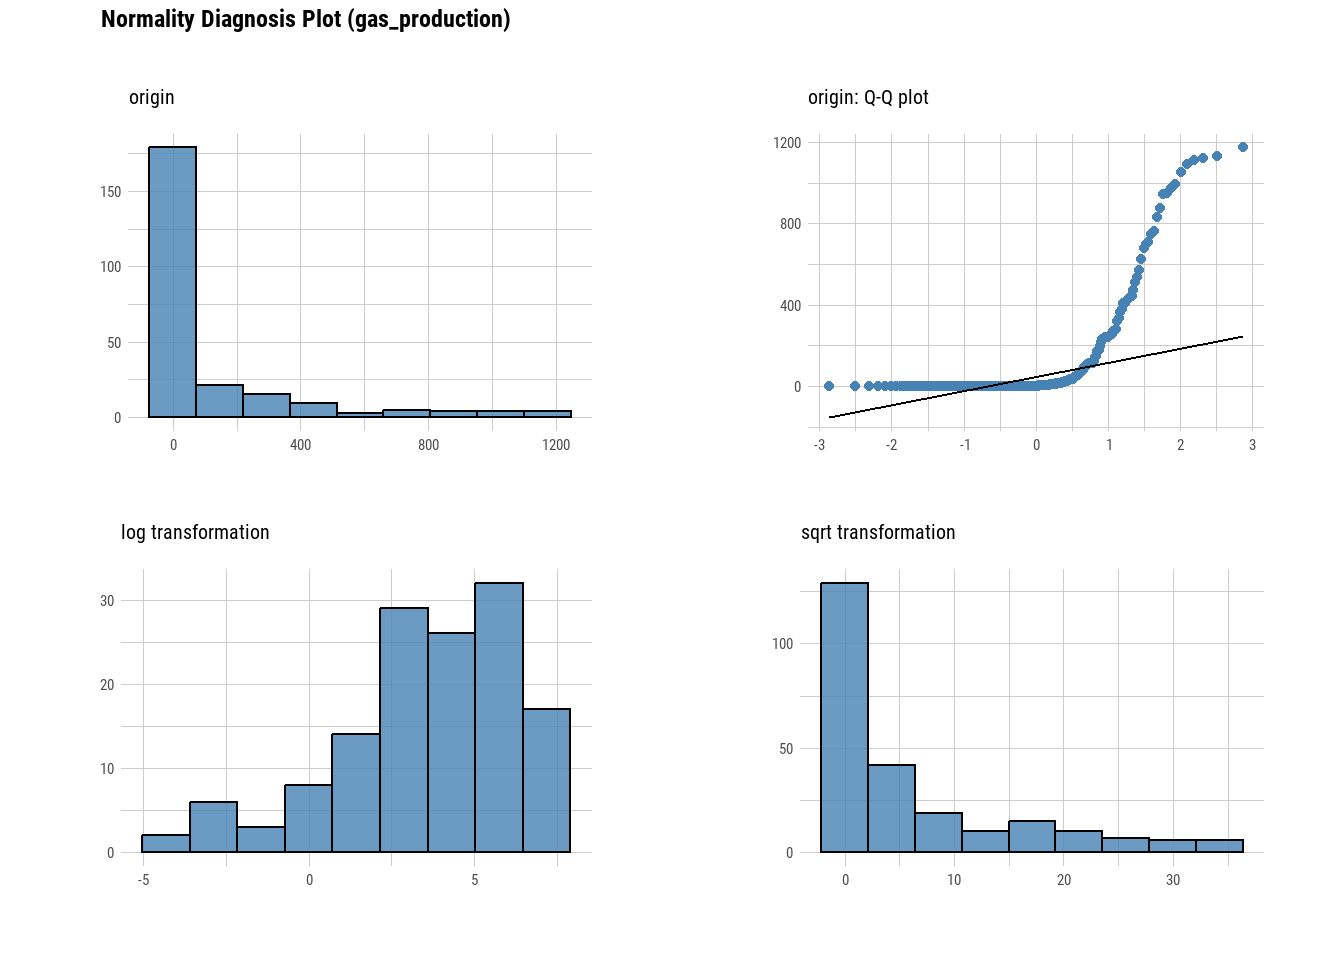 Normality Diagnosis Plot (gas_production)
origin
150
100
50
0
0 400 800 1200
origin: Q-Q plot
1200
800
400
0
-3 -2 -1 0 1 2 3
log transformation
30
20
10
0
-5 0 5
sqrt transformation
100
50
0
0 10 20 30